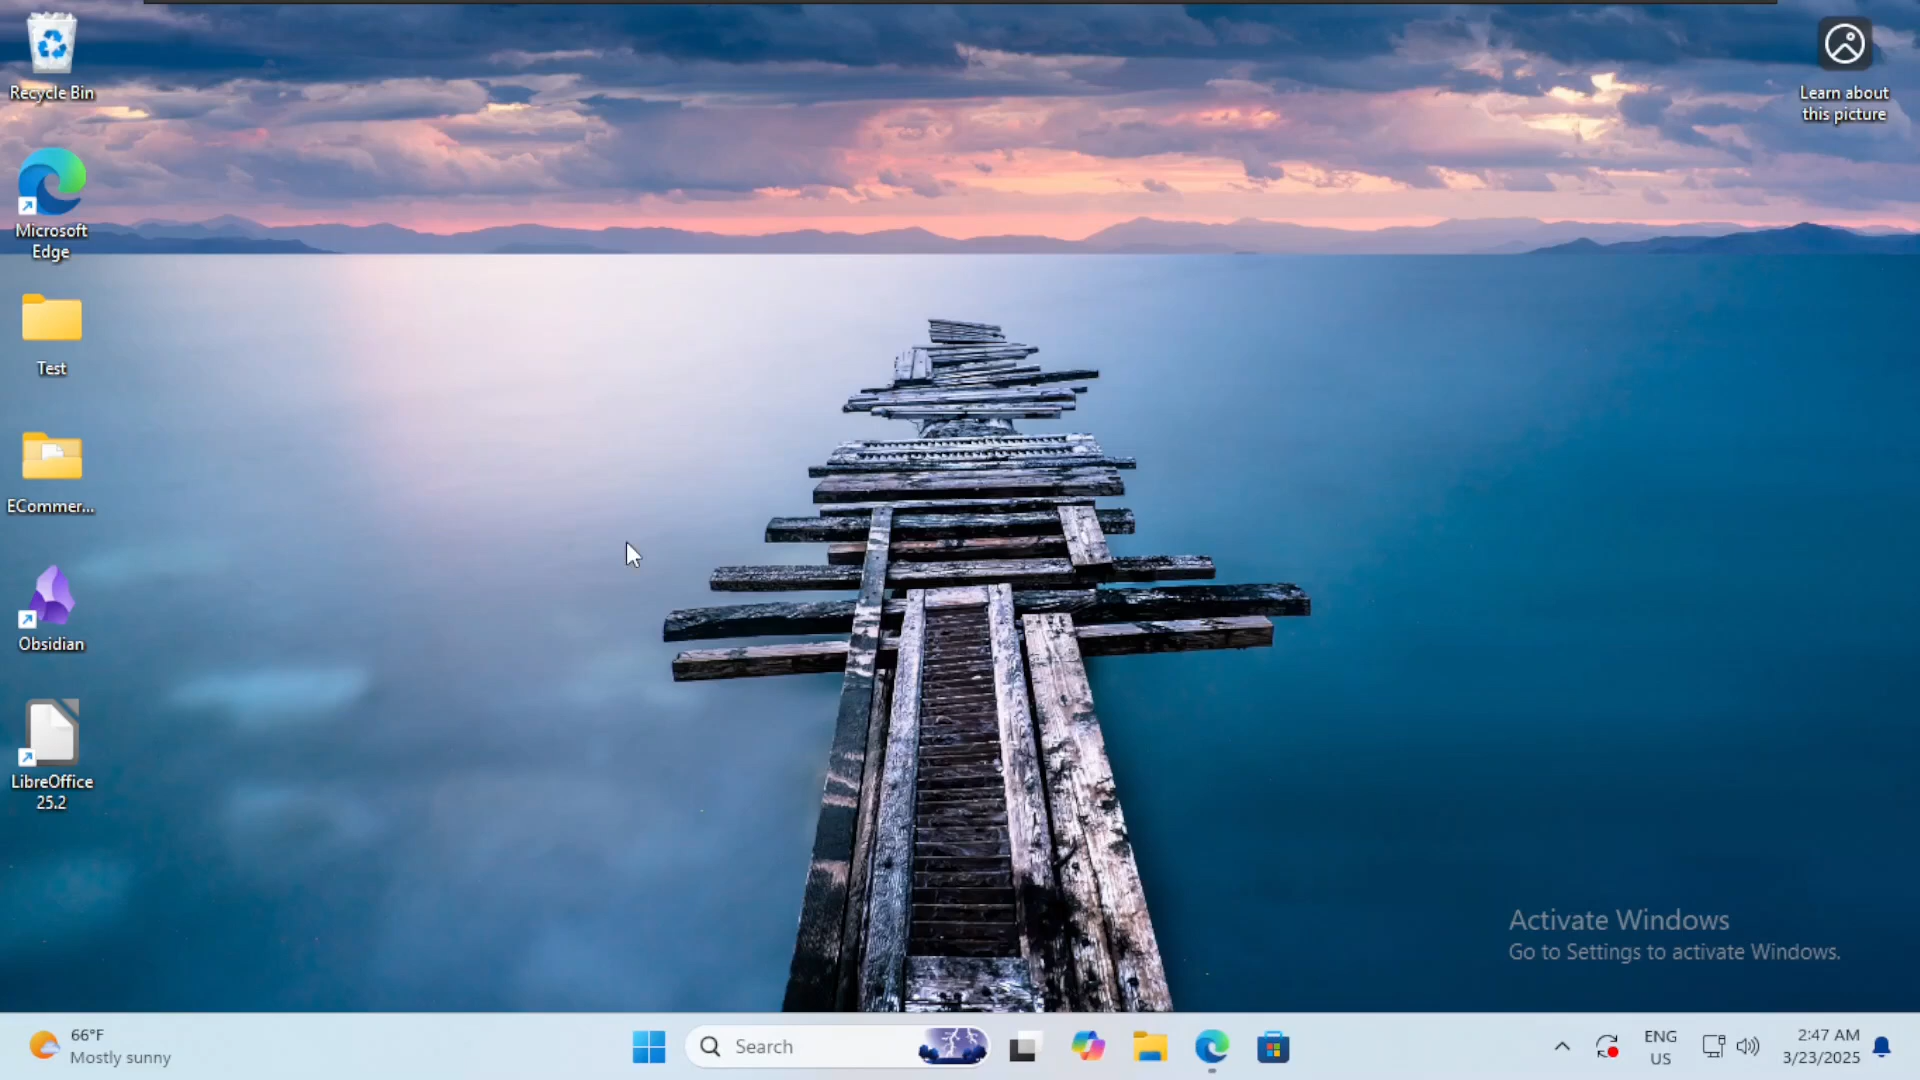 Recycle Bin
Learn about
this picture
Microsoft
Edge
Test
ECommer...
Obsidian
LibreOffice
25.2
Activate Windows
Go to Settings to activate Windows.
66°F
Mostly sunny
Search
ENG
US
2:47 AM
3/23/2025